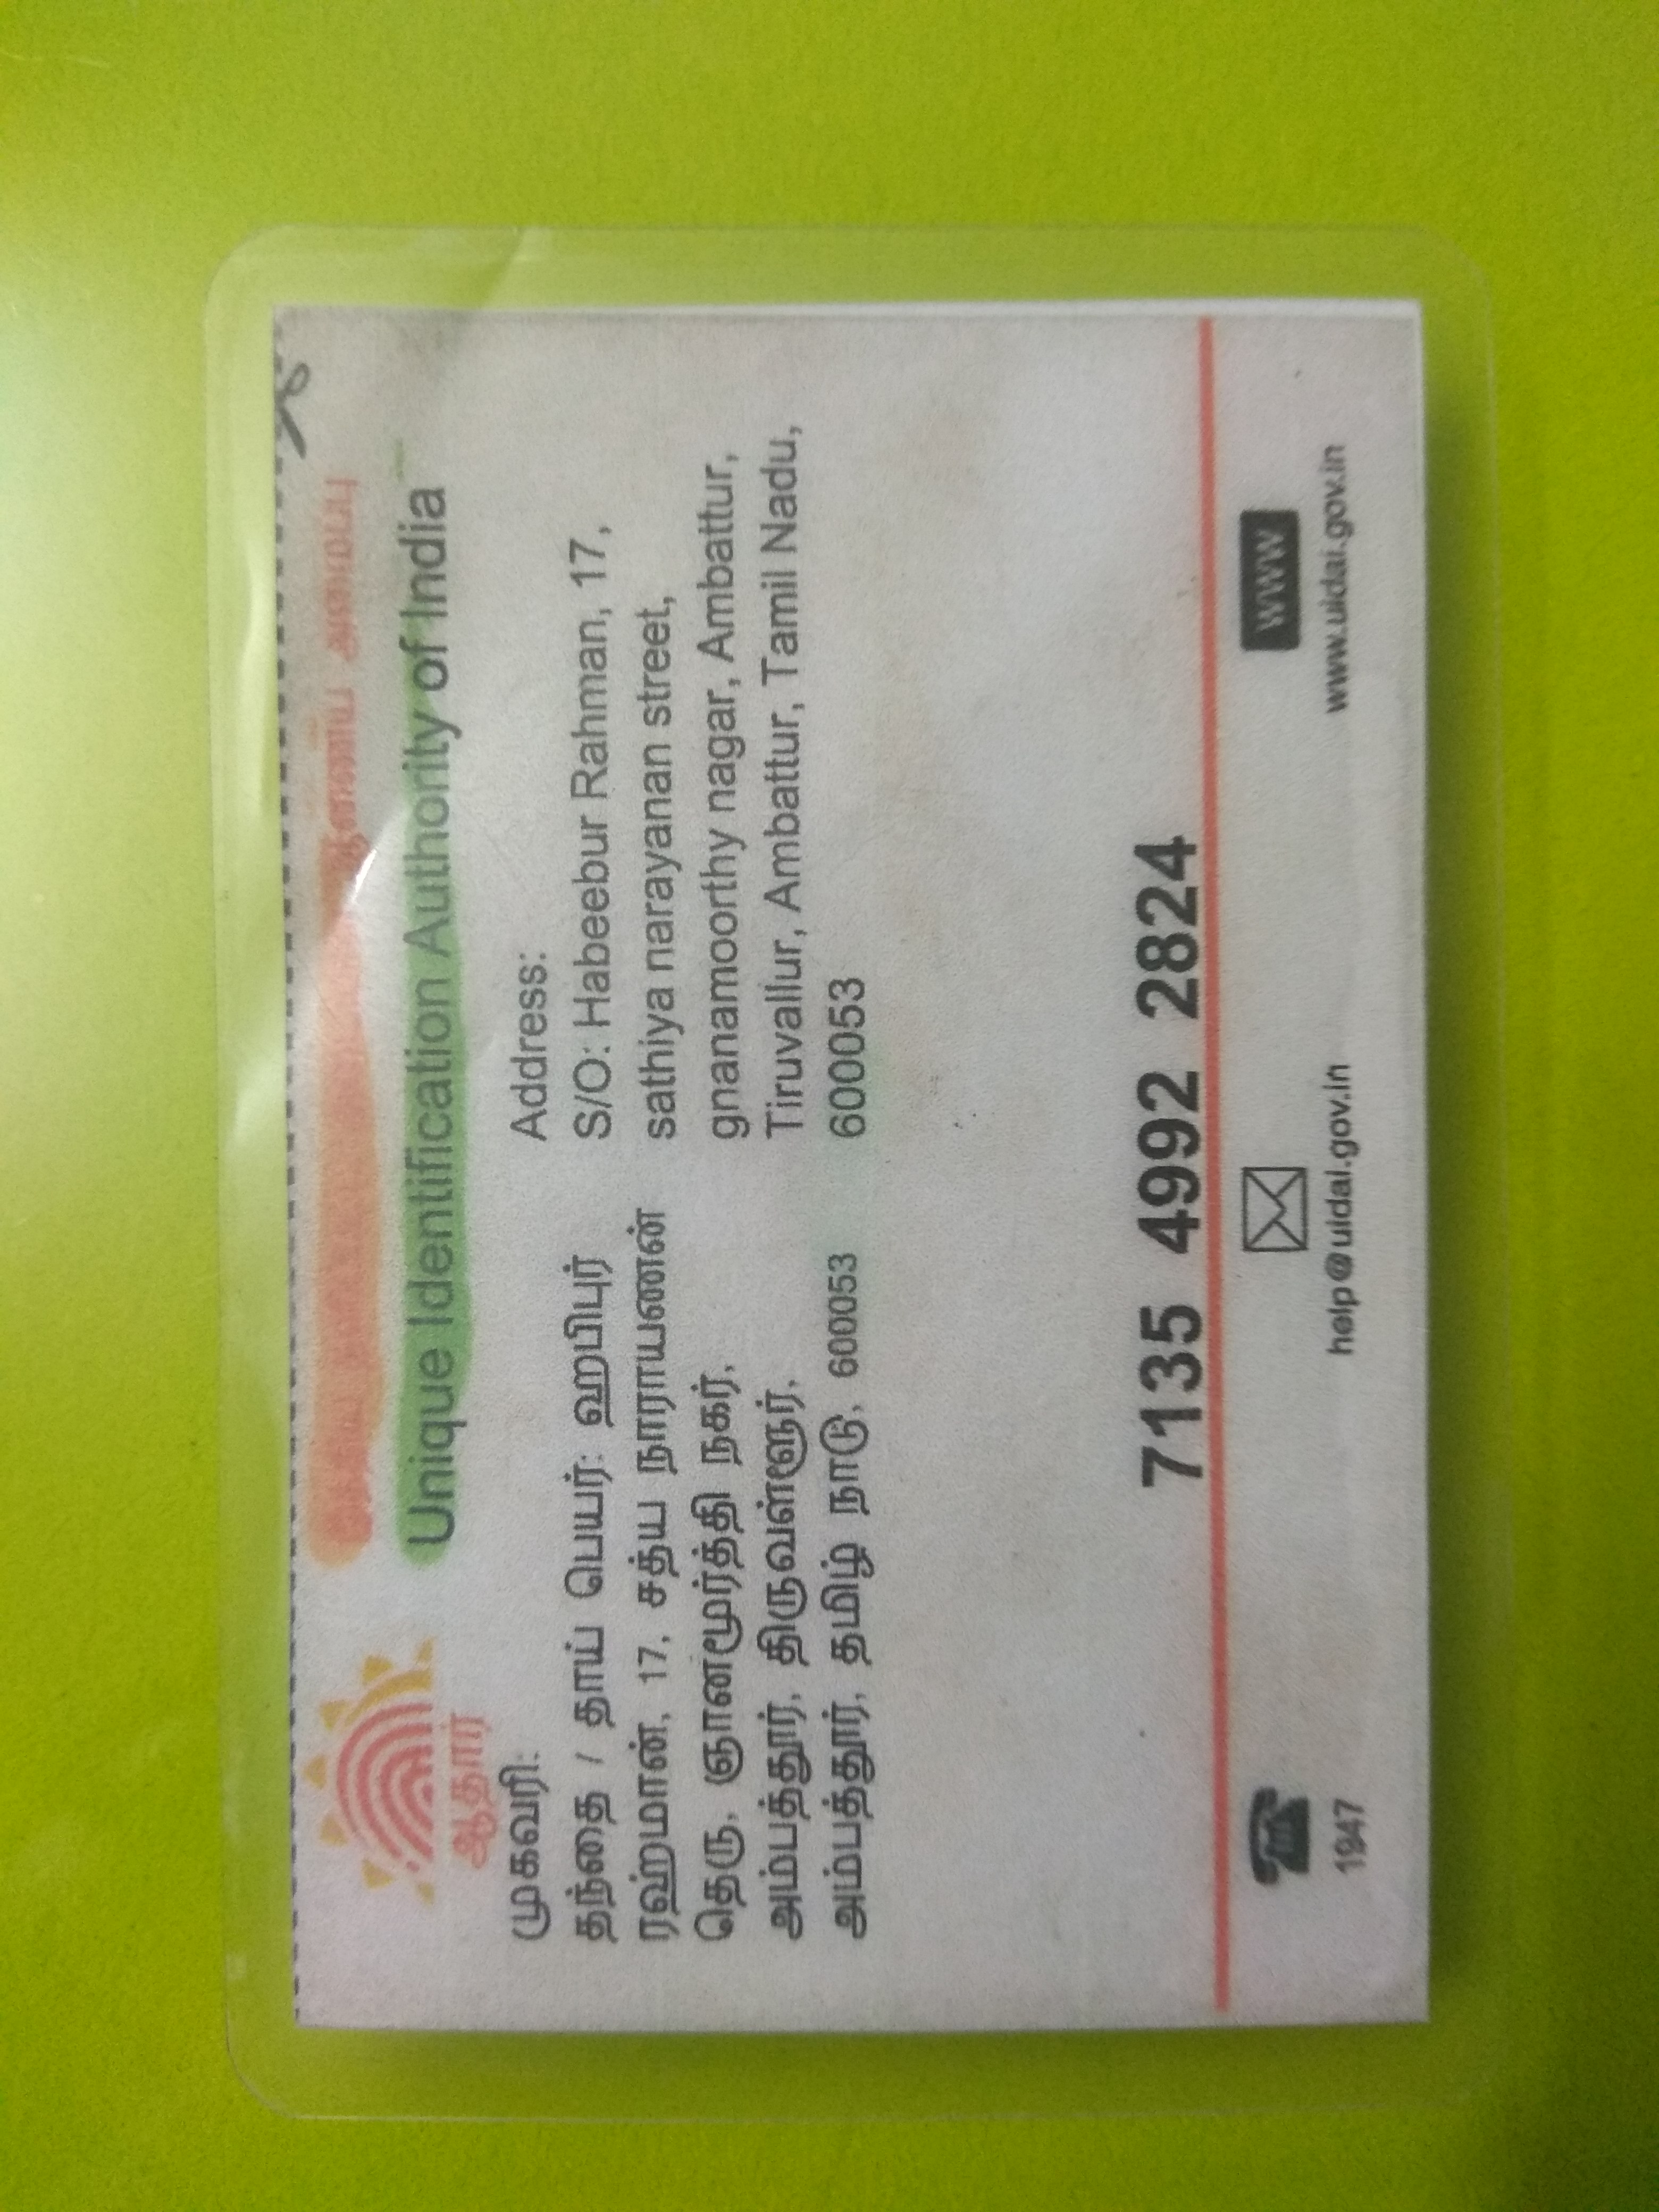 ஆதார்
ஆணைய அமைப்பு
Unique Identification Authority of India
முகவரி:
தந்தை / தாய் பெயர்: ஹபிபுர்
ரஹ்மான், 17, சத்ய நாராயணன்
தெரு, ஞானமூர்த்தி நகர்,
அம்பத்தூர், திருவள்ளூர்,
அம்பத்தூர், தமிழ் நாடு, 600053
Address:
S/O: Habeebur Rahman, 17,
sathiya narayanan street,
gnanamoorthy nagar, Ambattur,
Tiruvallur, Ambattur, Tamil Nadu,
600053
7135 4992 2824
1947
help@uidai.gov.in
www
www.uidai.gov.in